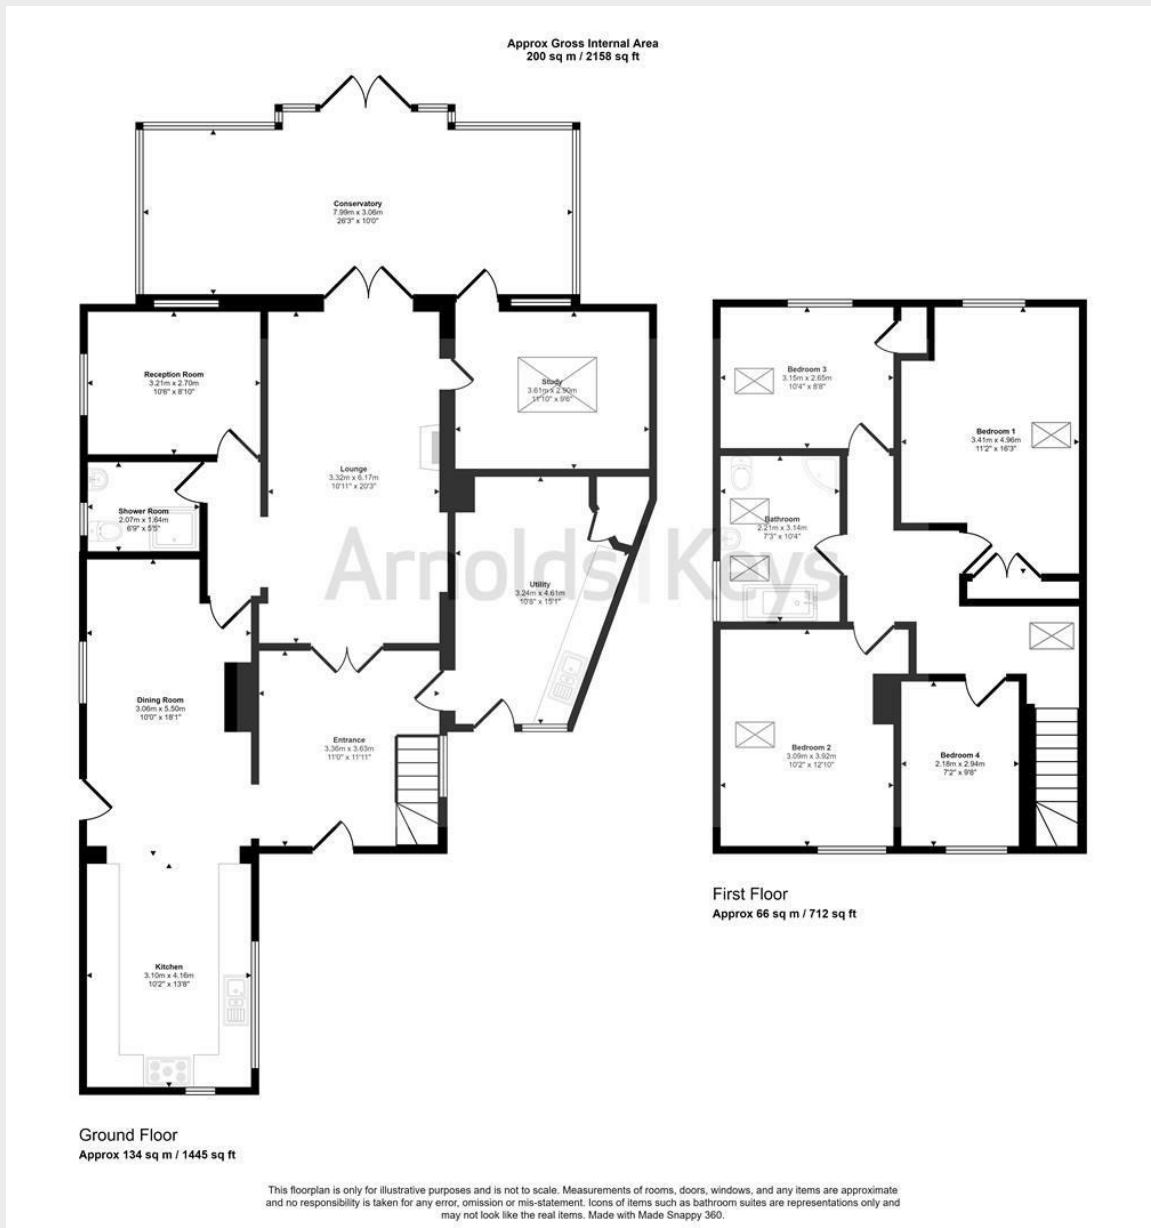 Approx Gross Internal Area
200 sq m / 2158 sq ft
Conservatory
7.99m x 3.06m
26'3" x 10'0"
Reception Room
3.21m x 2.70m
10'6" x 8'10"
Study
3.61m x 2.90m
11'10" x 9'6"
Bedroom 3
3.15m x 2.65m
10'4" x 8'8"
Bedroom 1
3.41m x 4.96m
11'2" x 16'3"
Lounge
3.32m x 6.17m
10'11" x 20'3"
Shower Room
2.07m x 1.64m
6'9" x 5'5"
Bathroom
2.21m x 3.14m
7'3" x 10'4"
Arnolds | Keys
Utility
3.24m x 4.61m
10'8" x 15'1"
Dining Room
3.06m x 5.50m
10'0" x 18'1"
Entrance
3.36m x 3.63m
11'0" x 11'11"
Bedroom 2
3.09m x 3.92m
10'2" x 12'10"
Bedroom 4
2.18m x 2.94m
7'2" x 9'8"
First Floor
Approx 66 sq m / 712 sq ft
Kitchen
3.10m x 4.16m
10'2" x 13'8"
Ground Floor
Approx 134 sq m / 1445 sq ft
This floorplan is only for illustrative purposes and is not to scale. Measurements of rooms, doors, windows, and any items are approximate
and no responsibility is taken for any error, omission or mis-statement. Icons of items such as bathroom suites are representations only and
may not look like the real items. Made with Made Snappy 360.